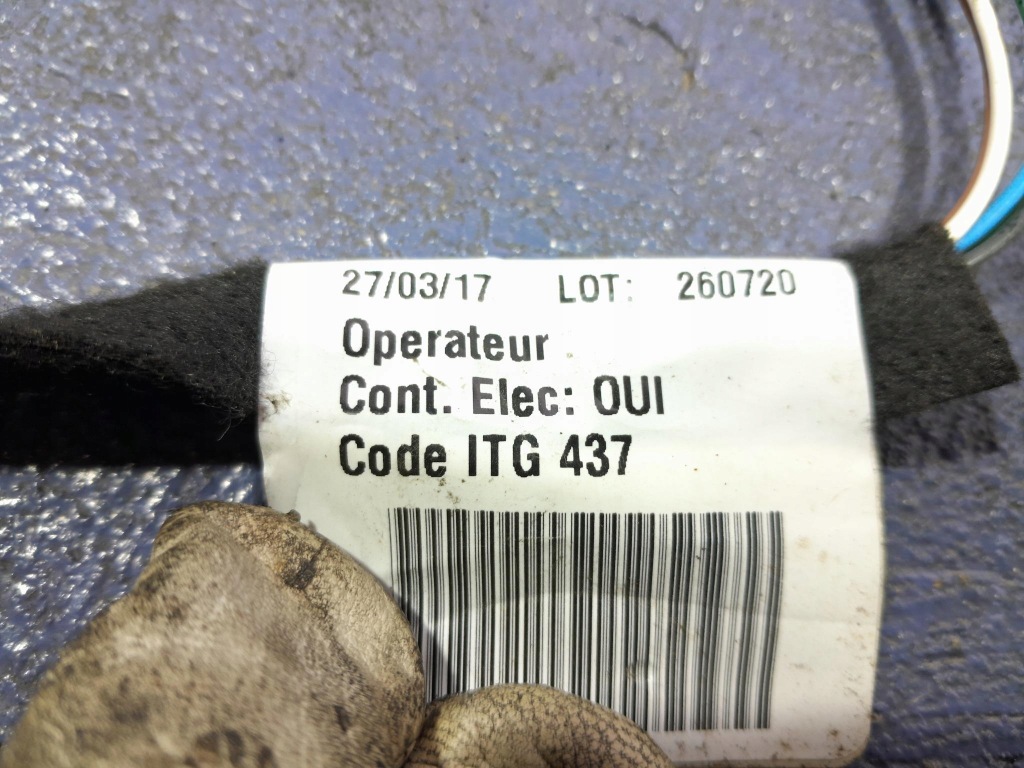 27/03/17 LOT: 260720
Operateur
Cont. Elec: OUI
Code ITG 437